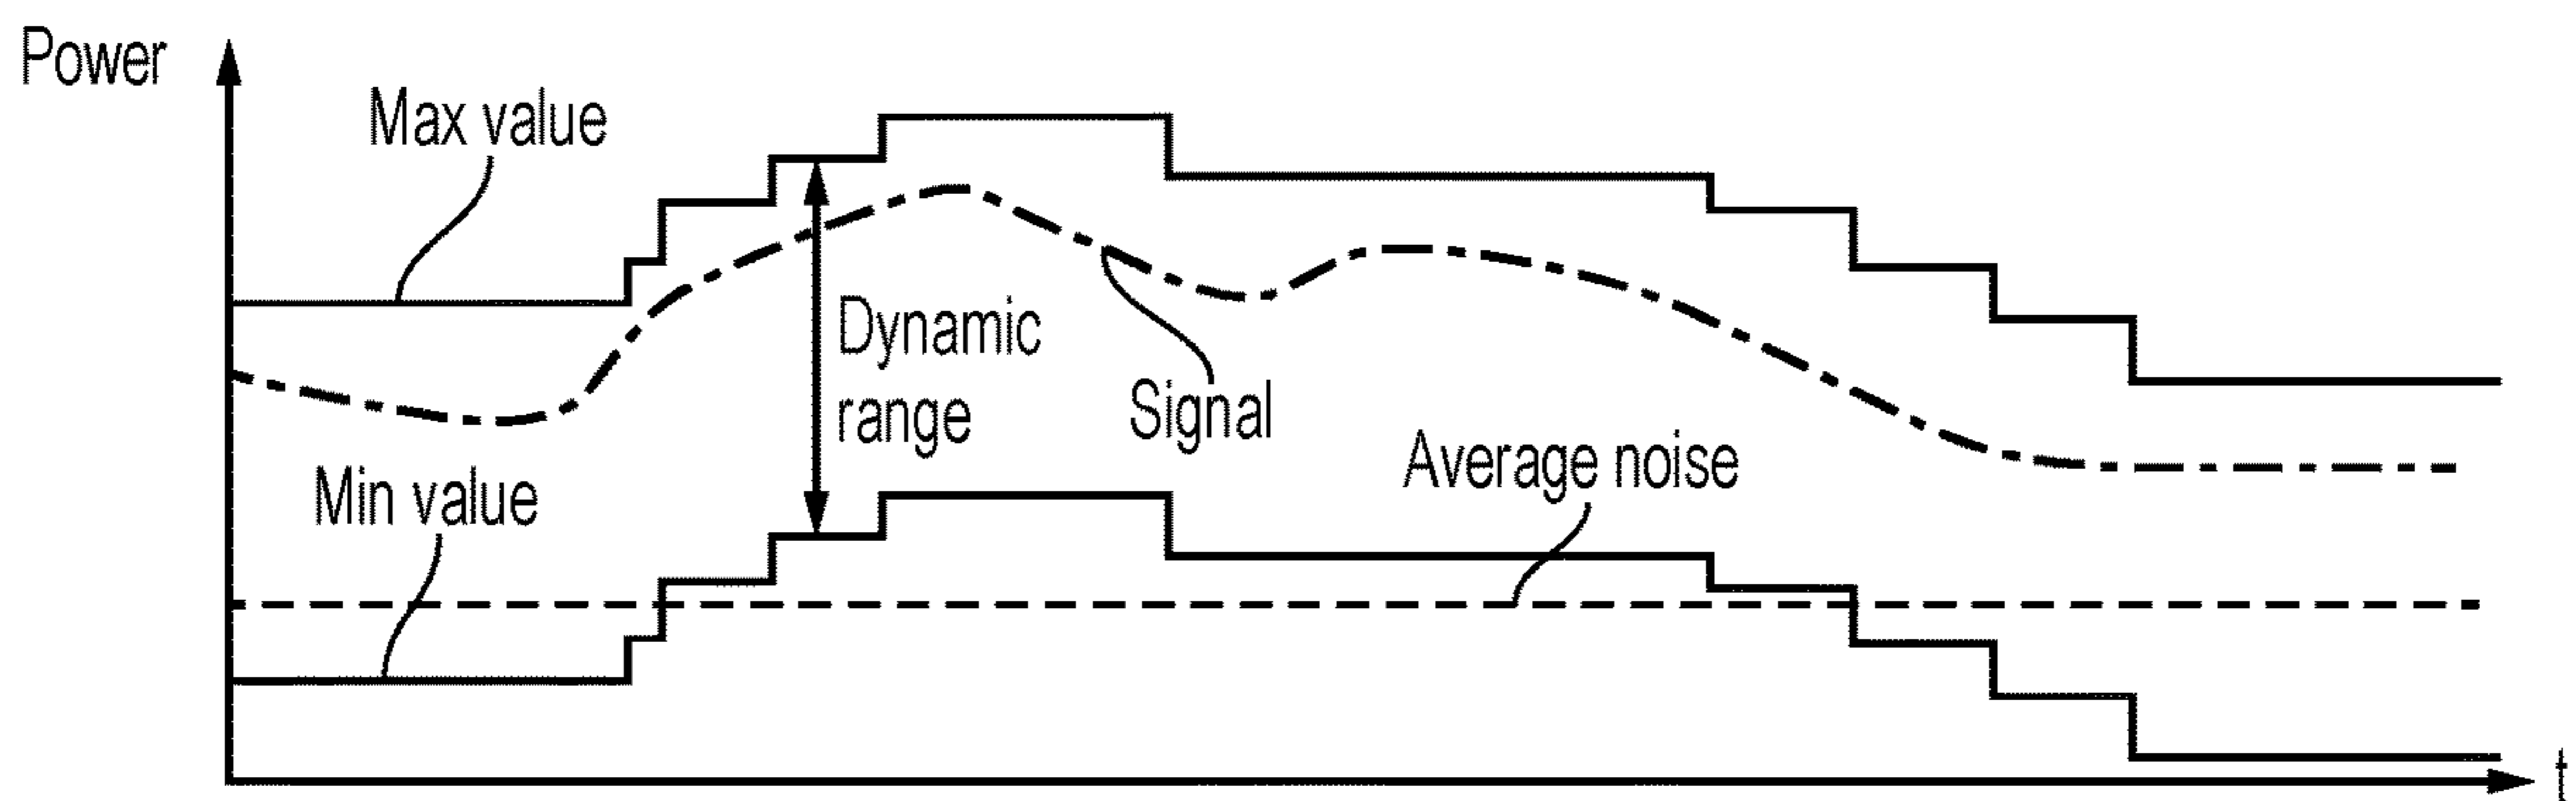 Power
Max value
Dynamic
range
Signal
Average noise
Min value
t